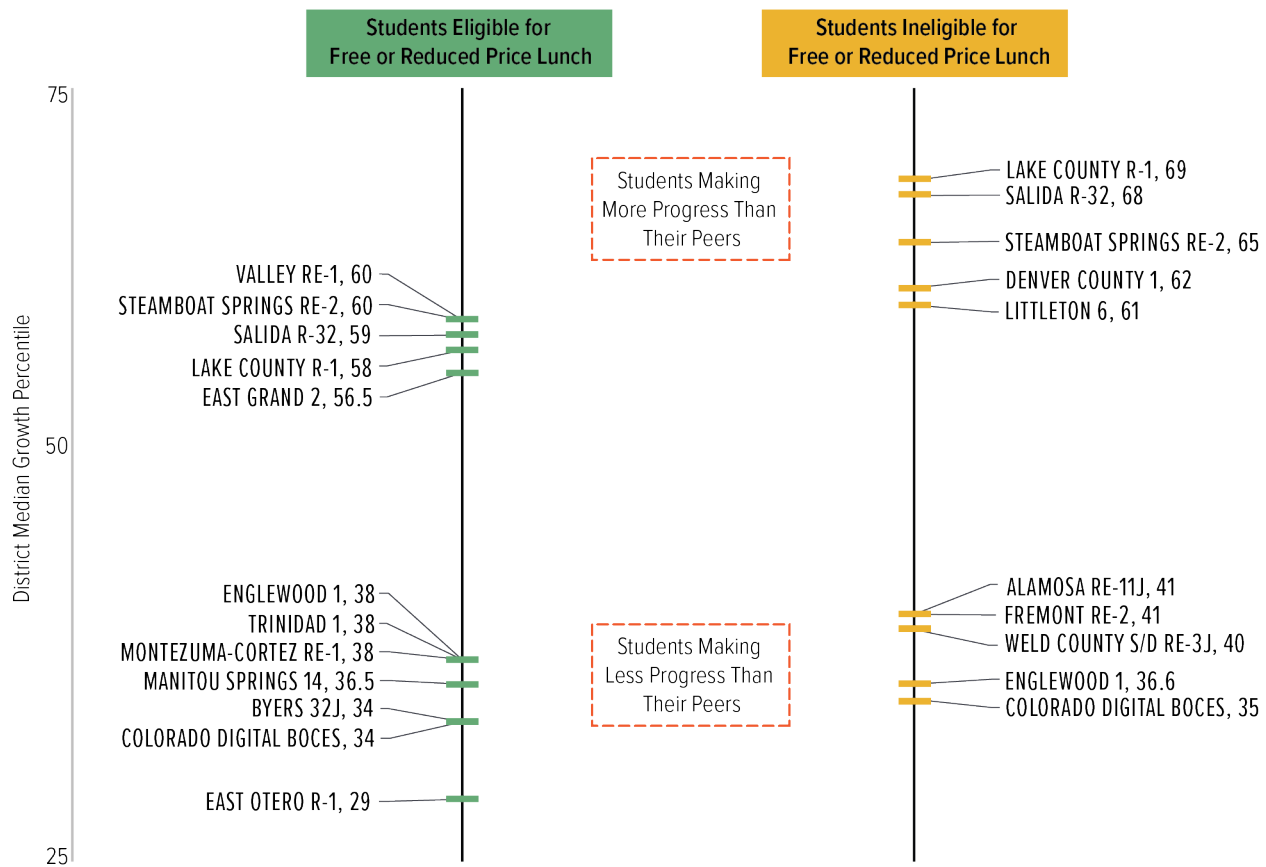 Students Eligible for
Free or Reduced Price Lunch
Students Ineligible for
Free or Reduced Price Lunch
75
50
25
District Median Growth Percentile
VALLEY RE-1, 60
STEAMBOAT SPRINGS RE-2, 60
SALIDA R-32, 59
LAKE COUNTY R-1, 58
EAST GRAND 2, 56.5
ENGLEWOOD 1, 38
TRINIDAD 1, 38
MONTEZUMA-CORTEZ RE-1, 38
MANITOU SPRINGS 14, 36.5
BYERS 32J, 34
COLORADO DIGITAL BOCES, 34
EAST OTERO R-1, 29
Students Making
More Progress Than
Their Peers
Students Making
Less Progress Than
Their Peers
LAKE COUNTY R-1, 69
SALIDA R-32, 68
STEAMBOAT SPRINGS RE-2, 65
DENVER COUNTY 1, 62
LITTLETON 6, 61
ALAMOSA RE-11J, 41
FREMONT RE-2, 41
WELD COUNTY S/D RE-3J, 40
ENGLEWOOD 1, 36.6
COLORADO DIGITAL BOCES, 35